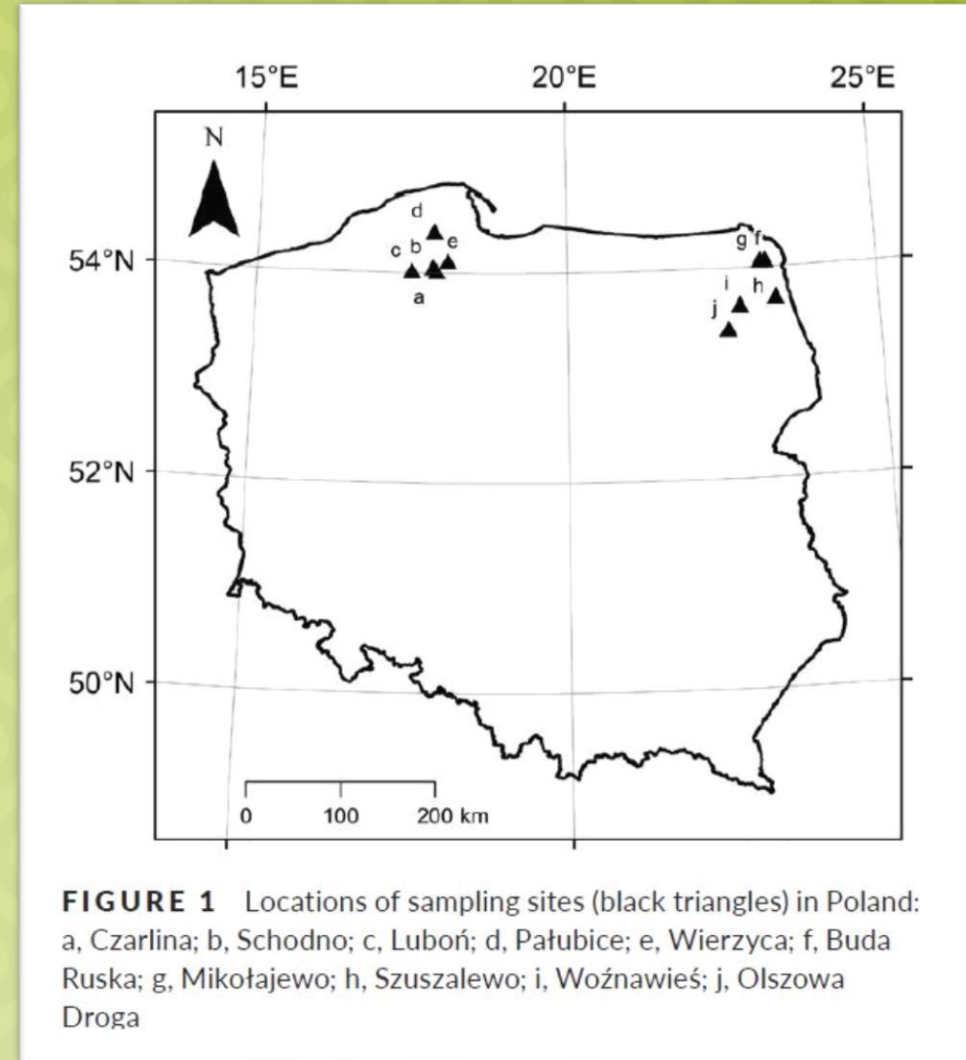 15°E 20°E 25°E
N
d
c b e
g f
54°N
a
i h
j
52°N
50°N
0 100 200 km
FIGURE 1 Locations of sampling sites (black triangles) in Poland:
a, Czarlina; b, Schodno; c, Luboń; d, Pałubice; e, Wierzyca; f, Buda
Ruska; g, Mikołajewo; h, Szuszalewo; i, Woźnawieś; j, Olszowa
Droga